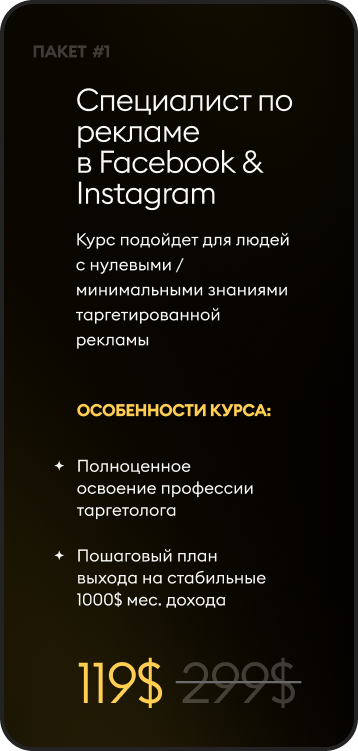 ПАКЕТ #1
Специалист по
рекламе
в Facebook &
Instagram
Курс подойдет для людей
с нулевыми /
минимальными знаниями
таргетированной
рекламы
ОСОБЕННОСТИ КУРСА:
✦ Полноценное
освоение профессии
таргетолога
✦ Пошаговый план
выхода на стабильные
1000$ мес. дохода
119$ 299$